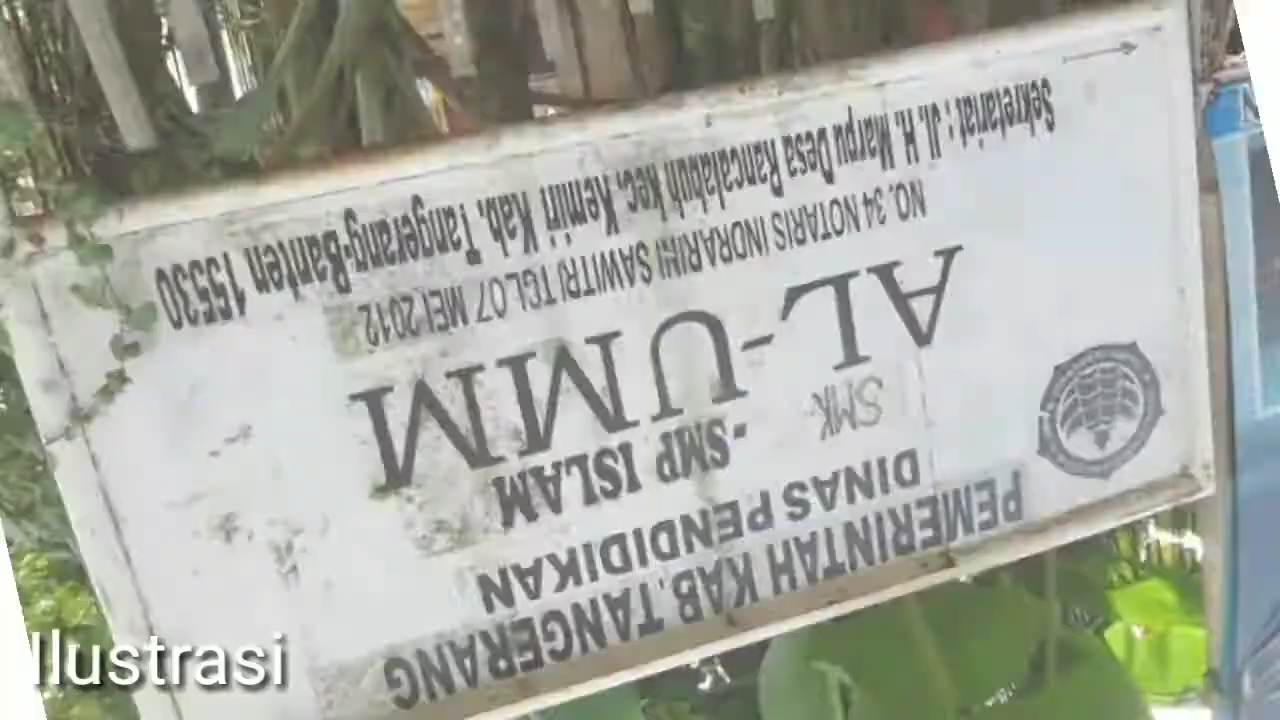 PEMERINTAH KAB. TANGERANG
DINAS PENDIDIKAN
SMK -SMP ISLAM
AL-UMM
NO. 34 NOTARIS INDRARINI SAWITRI TGL 07 MEI 2012
Sekretariat : Jl. H. Marpu Desa Rancalabuh kec. Kemiri Kab. Tangerang-Banten 15530
Ilustrasi